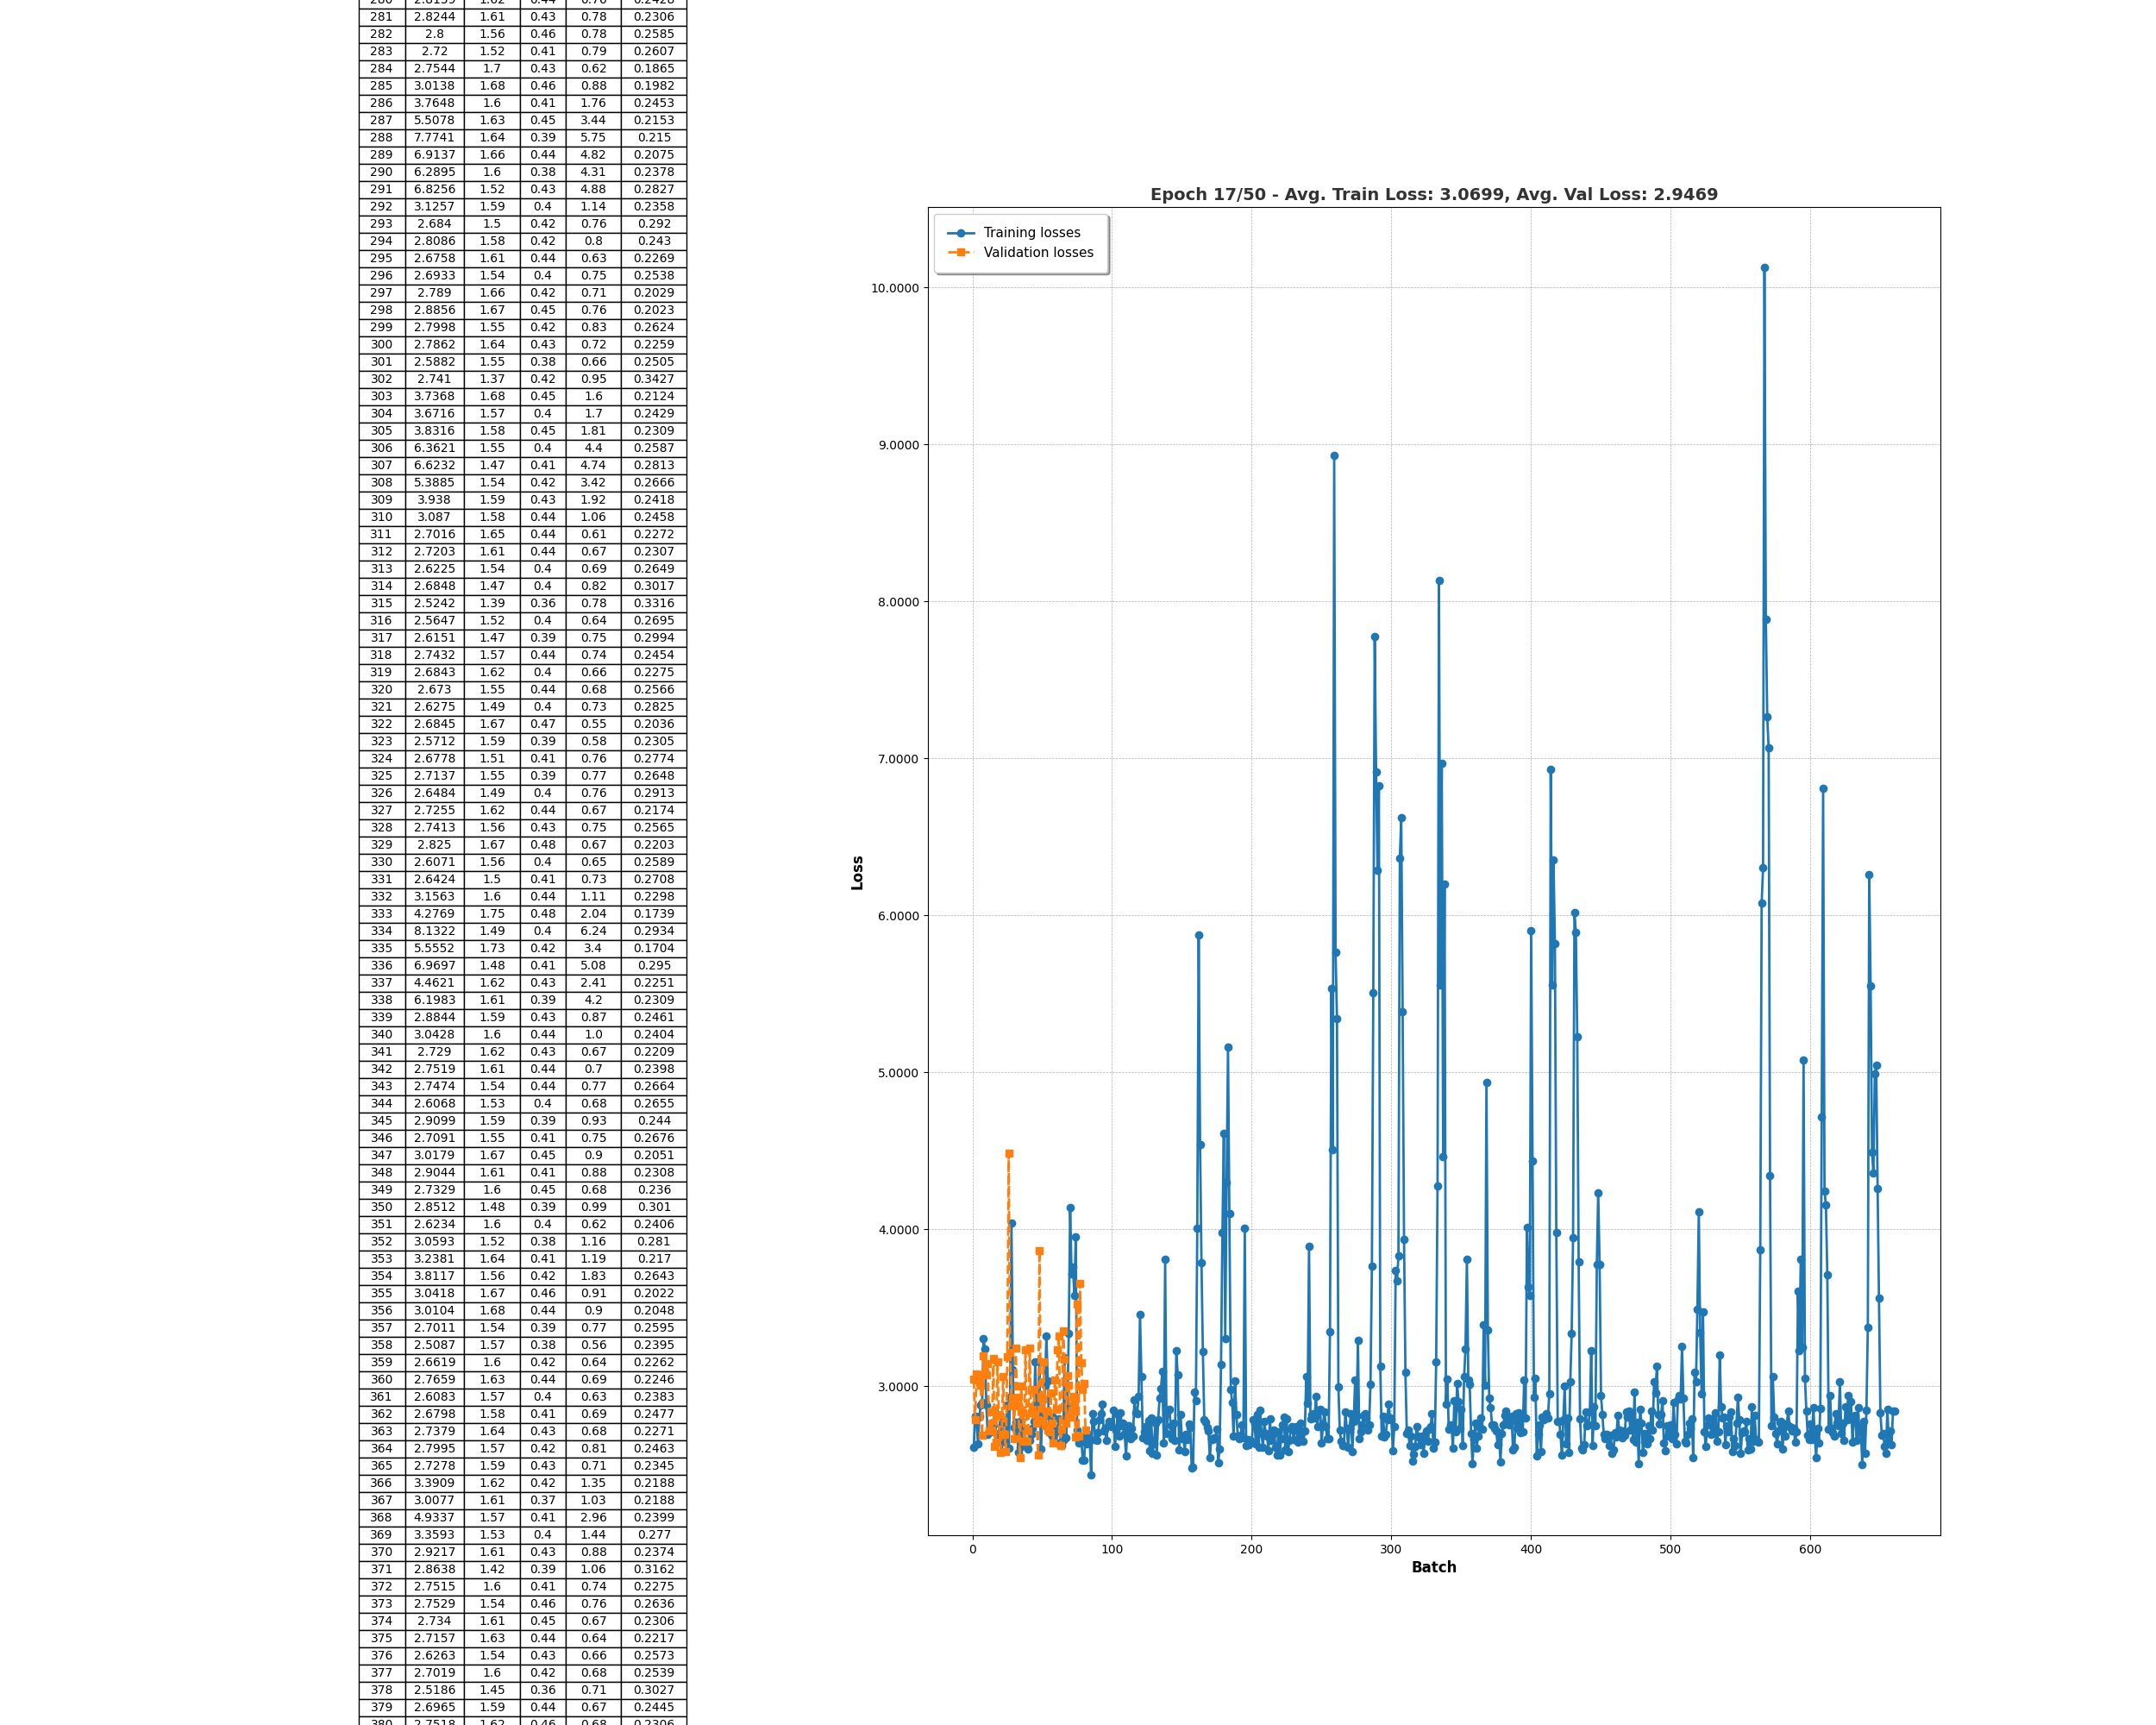 281 2.8244 1.61 0.43 0.78 0.2306
282 2.8 1.56 0.46 0.78 0.2585
283 2.72 1.52 0.41 0.79 0.2607
284 2.7544 1.7 0.43 0.62 0.1865
285 3.0138 1.68 0.46 0.88 0.1982
286 3.7648 1.6 0.41 1.76 0.2453
287 5.5078 1.63 0.45 3.44 0.2153
288 7.7741 1.64 0.39 5.75 0.215
289 6.9137 1.66 0.44 4.82 0.2075
290 6.2895 1.6 0.38 4.31 0.2378
291 6.8256 1.52 0.43 4.88 0.2827
292 3.1257 1.59 0.4 1.14 0.2358
293 2.684 1.5 0.42 0.76 0.292
294 2.8086 1.58 0.42 0.8 0.243
295 2.6758 1.61 0.44 0.63 0.2269
296 2.6933 1.54 0.4 0.75 0.2538
297 2.789 1.66 0.42 0.71 0.2029
298 2.8856 1.67 0.45 0.76 0.2023
299 2.7998 1.55 0.42 0.83 0.2624
300 2.7862 1.64 0.43 0.72 0.2259
301 2.5882 1.55 0.38 0.66 0.2505
302 2.741 1.37 0.42 0.95 0.3427
303 3.7368 1.68 0.45 1.6 0.2124
304 3.6716 1.57 0.4 1.7 0.2429
305 3.8316 1.58 0.45 1.81 0.2309
306 6.3621 1.55 0.4 4.4 0.2587
307 6.6232 1.47 0.41 4.74 0.2813
308 5.3885 1.54 0.42 3.42 0.2666
309 3.938 1.59 0.43 1.92 0.2418
310 3.087 1.58 0.44 1.06 0.2458
311 2.7016 1.65 0.44 0.61 0.2272
312 2.7203 1.61 0.44 0.67 0.2307
313 2.6225 1.54 0.4 0.69 0.2649
314 2.6848 1.47 0.4 0.82 0.3017
315 2.5242 1.39 0.36 0.78 0.3316
316 2.5647 1.52 0.4 0.64 0.2695
317 2.6151 1.47 0.39 0.75 0.2994
318 2.7432 1.57 0.44 0.74 0.2454
319 2.6843 1.62 0.4 0.66 0.2275
320 2.673 1.55 0.44 0.68 0.2566
321 2.6275 1.49 0.4 0.73 0.2825
322 2.6845 1.67 0.47 0.55 0.2036
323 2.5712 1.59 0.39 0.58 0.2305
324 2.6778 1.51 0.41 0.76 0.2774
325 2.7137 1.55 0.39 0.77 0.2648
326 2.6484 1.49 0.4 0.76 0.2913
327 2.7255 1.62 0.44 0.67 0.2174
328 2.7413 1.56 0.43 0.75 0.2565
329 2.825 1.67 0.48 0.67 0.2203
330 2.6071 1.56 0.4 0.65 0.2589
331 2.6424 1.5 0.41 0.73 0.2708
332 3.1563 1.6 0.44 1.11 0.2298
333 4.2769 1.75 0.48 2.04 0.1739
334 8.1322 1.49 0.4 6.24 0.2934
335 5.5552 1.73 0.42 3.4 0.1704
336 6.9697 1.48 0.41 5.08 0.295
337 4.4621 1.62 0.43 2.41 0.2251
338 6.1983 1.61 0.39 4.2 0.2309
339 2.8844 1.59 0.43 0.87 0.2461
340 3.0428 1.6 0.44 1.0 0.2404
341 2.729 1.62 0.43 0.67 0.2209
342 2.7519 1.61 0.44 0.7 0.2398
343 2.7474 1.54 0.44 0.77 0.2664
344 2.6068 1.53 0.4 0.68 0.2655
345 2.9099 1.59 0.39 0.93 0.244
346 2.7091 1.55 0.41 0.75 0.2676
347 3.0179 1.67 0.45 0.9 0.2051
348 2.9044 1.61 0.41 0.88 0.2308
349 2.7329 1.6 0.45 0.68 0.236
350 2.8512 1.48 0.39 0.99 0.301
351 2.6234 1.6 0.4 0.62 0.2406
352 3.0593 1.52 0.38 1.16 0.281
353 3.2381 1.64 0.41 1.19 0.217
354 3.8117 1.56 0.42 1.83 0.2643
355 3.0418 1.67 0.46 0.91 0.2022
356 3.0104 1.68 0.44 0.9 0.2048
357 2.7011 1.54 0.39 0.77 0.2595
358 2.5087 1.57 0.38 0.56 0.2395
359 2.6619 1.6 0.42 0.64 0.2262
360 2.7659 1.63 0.44 0.69 0.2246
361 2.6083 1.57 0.4 0.63 0.2383
362 2.6798 1.58 0.41 0.69 0.2477
363 2.7379 1.64 0.43 0.68 0.2271
364 2.7995 1.57 0.42 0.81 0.2463
365 2.7278 1.59 0.43 0.71 0.2345
366 3.3909 1.62 0.42 1.35 0.2188
367 3.0077 1.61 0.37 1.03 0.2188
368 4.9337 1.57 0.41 2.96 0.2399
369 3.3593 1.53 0.4 1.44 0.277
370 2.9217 1.61 0.43 0.88 0.2374
371 2.8638 1.42 0.39 1.06 0.3162
372 2.7515 1.6 0.41 0.74 0.2275
373 2.7529 1.54 0.46 0.76 0.2636
374 2.734 1.61 0.45 0.67 0.2306
375 2.7157 1.63 0.44 0.64 0.2217
376 2.6263 1.54 0.43 0.66 0.2573
377 2.7019 1.6 0.42 0.68 0.2539
378 2.5186 1.45 0.36 0.71 0.3027
379 2.6965 1.59 0.44 0.67 0.2445
380 2.7518 1.62 0.46 0.68 0.2306
Epoch 17/50 - Avg. Train Loss: 3.0699, Avg. Val Loss: 2.9469
Training losses
Validation losses
10.0000
9.0000
8.0000
7.0000
6.0000
5.0000
4.0000
3.0000
Loss
0 100 200 300 400 500 600
Batch